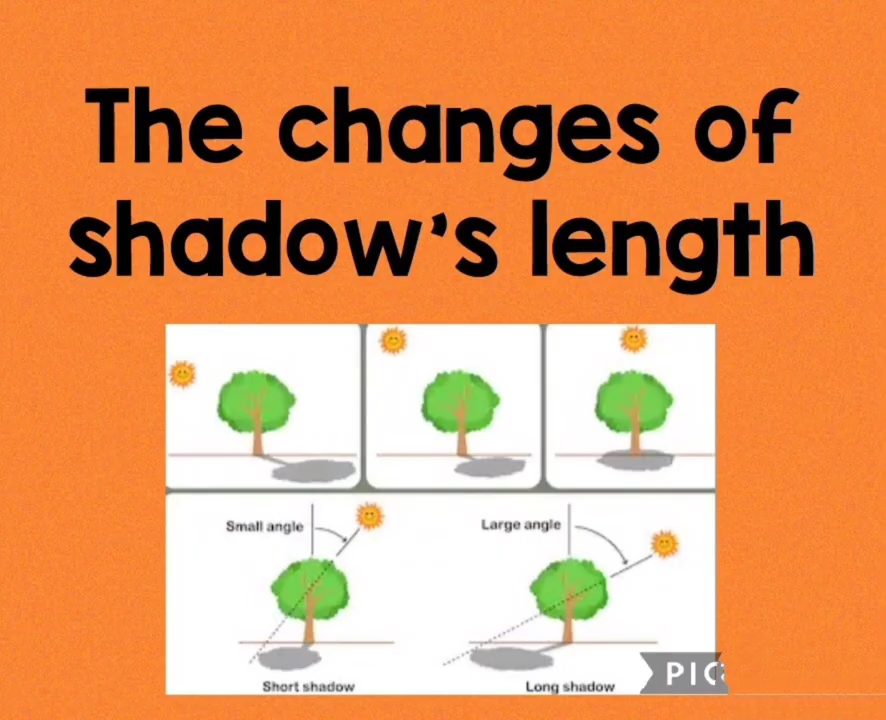 The changes of
shadow's length
Small angle
Large angle
Short shadow
Long shadow